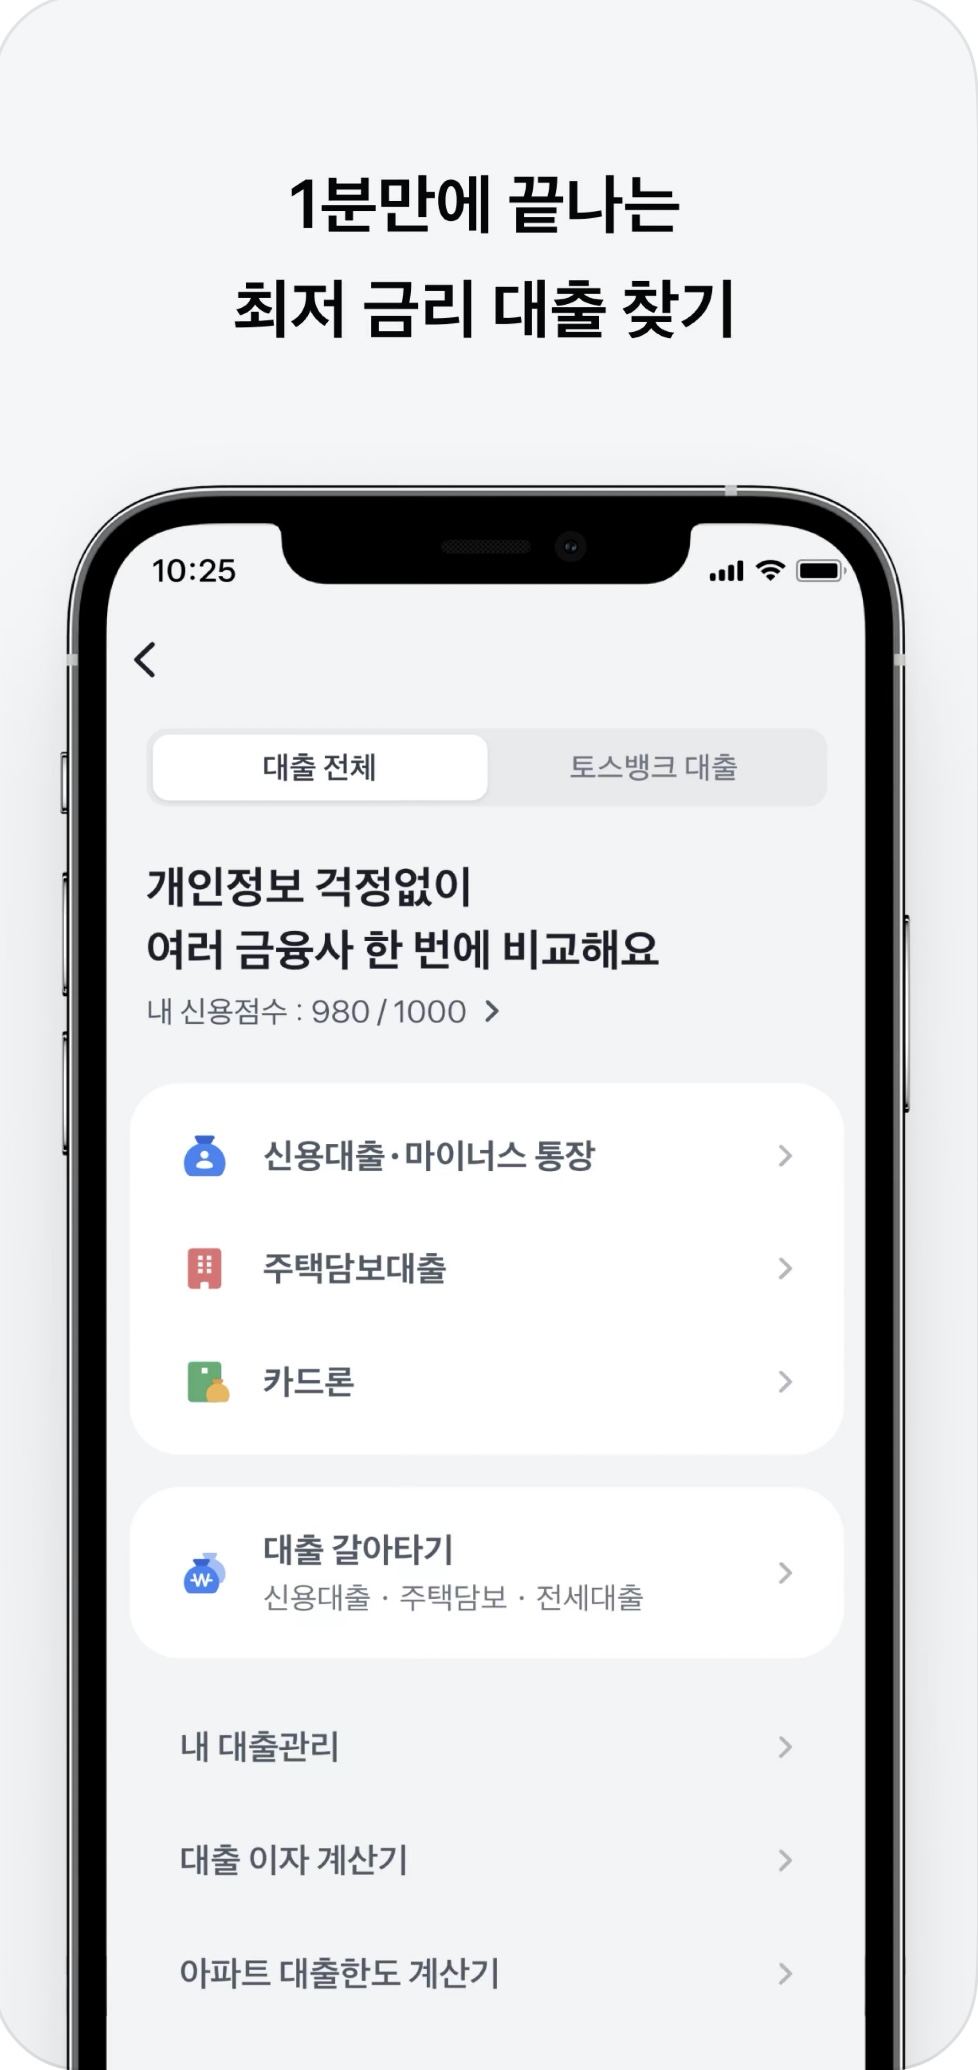 1분만에 끝나는
최저 금리 대출 찾기
10:25
대출 전체
토스뱅크 대출
개인정보 걱정없이
여러 금융사 한 번에 비교해요
내 신용점수 : 980 / 1000
신용대출·마이너스 통장
주택담보대출
카드론
대출 갈아타기
신용대출 · 주택담보 · 전세대출
내 대출관리
대출 이자 계산기
아파트 대출한도 계산기